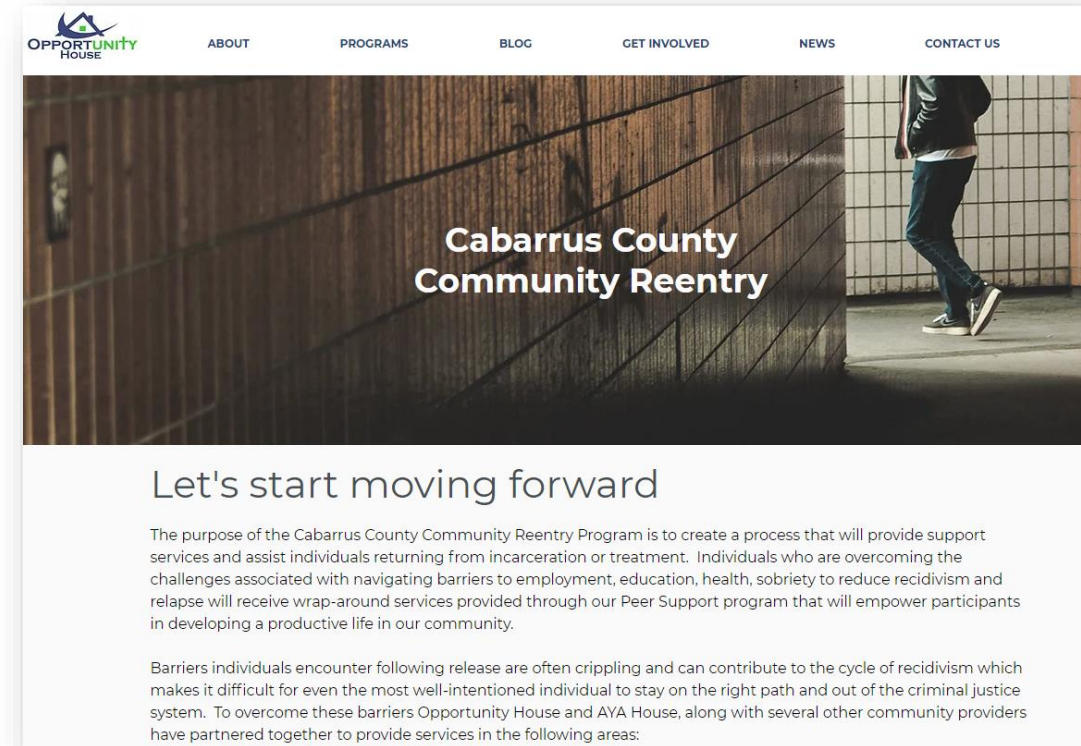 OPPORTUNITY
HOUSE
ABOUT
PROGRAMS
BLOG
GET INVOLVED
NEWS
CONTACT US
Cabarrus County
Community Reentry
Let's start moving forward
The purpose of the Cabarrus County Community Reentry Program is to create a process that will provide support
services and assist individuals returning from incarceration or treatment.  Individuals who are overcoming the
challenges associated with navigating barriers to employment, education, health, sobriety to reduce recidivism and
relapse will receive wrap-around services provided through our Peer Support program that will empower participants
in developing a productive life in our community.
Barriers individuals encounter following release are often crippling and can contribute to the cycle of recidivism which
makes it difficult for even the most well-intentioned individual to stay on the right path and out of the criminal justice
system.  To overcome these barriers Opportunity House and AYA House, along with several other community providers
have partnered together to provide services in the following areas: